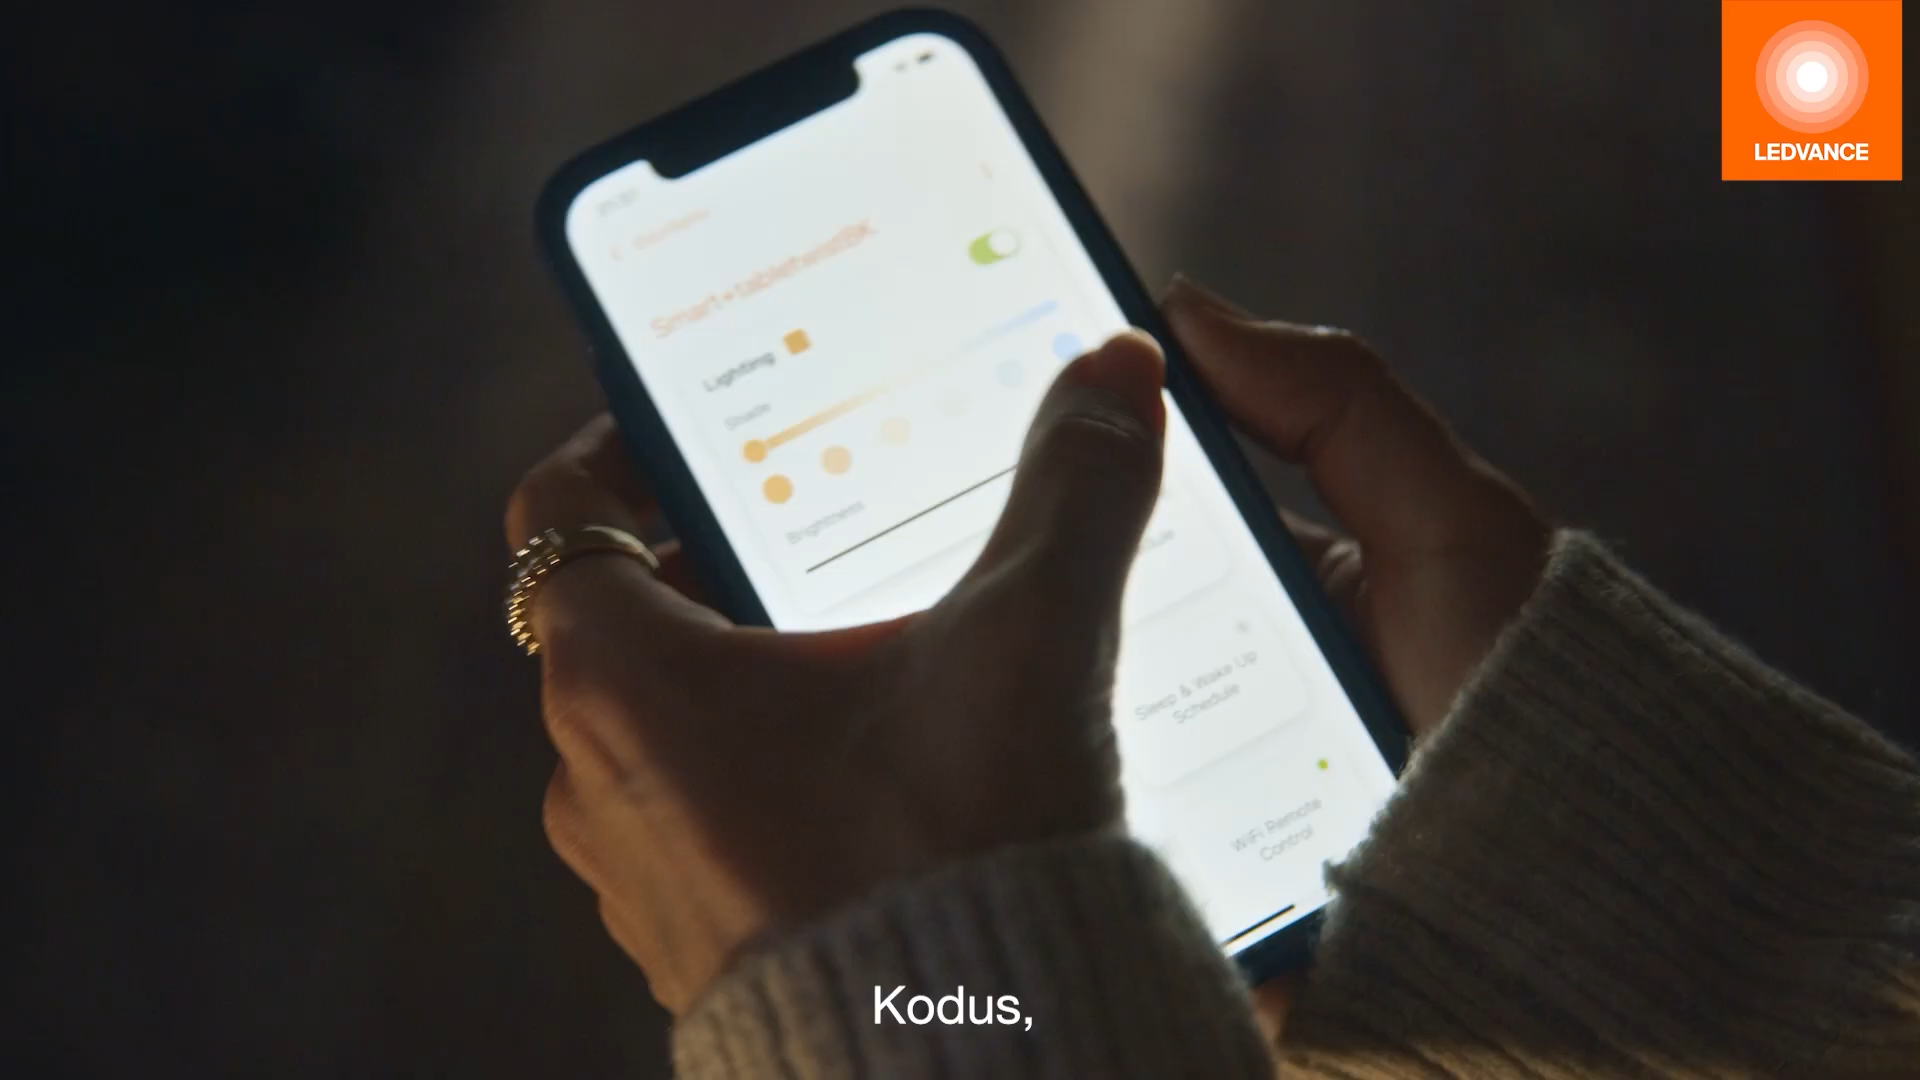 LEDVANCE
Lighting
Shade
Brightness
Sleep & Wake Up
Schedule
WiFi Remote
Control
Kodus,